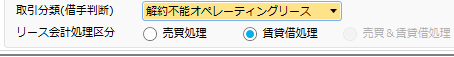 取引分類(借手判断) 解約不能オペレーティングリース
リース会計処理区分 売買処理 賃貸借処理 売買＆賃貸借処理